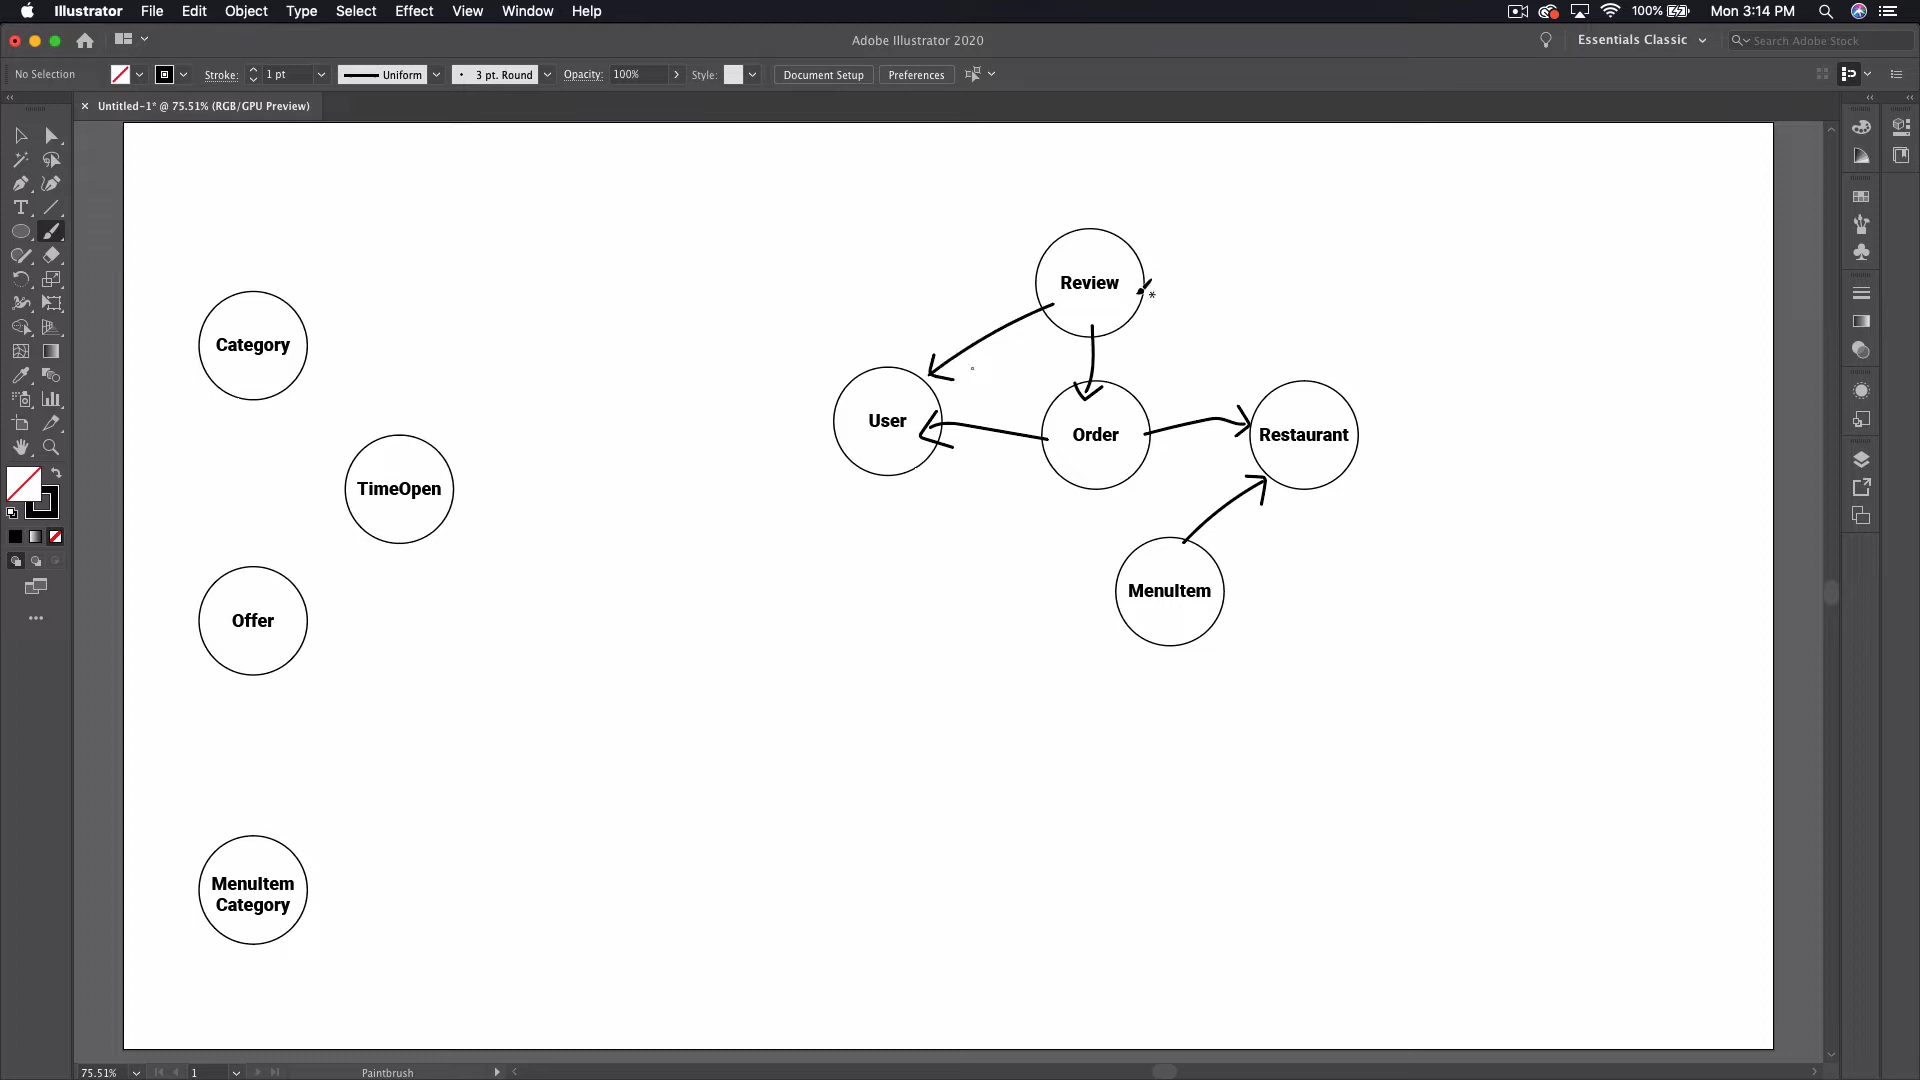 Illustrator File Edit Object Type Select Effect View Window Help
100% Mon 3:14 PM
Adobe Illustrator 2020
Essentials Classic
Search Adobe Stock
No Selection
Stroke: 1 pt
Uniform
3 pt. Round
Opacity: 100%
Style:
Document Setup
Preferences
Untitled-1* @ 75.51% (RGB/GPU Preview)
Review
Category
User
Order
Restaurant
TimeOpen
MenuItem
Offer
MenuItem
Category
75.51%
1
Paintbrush